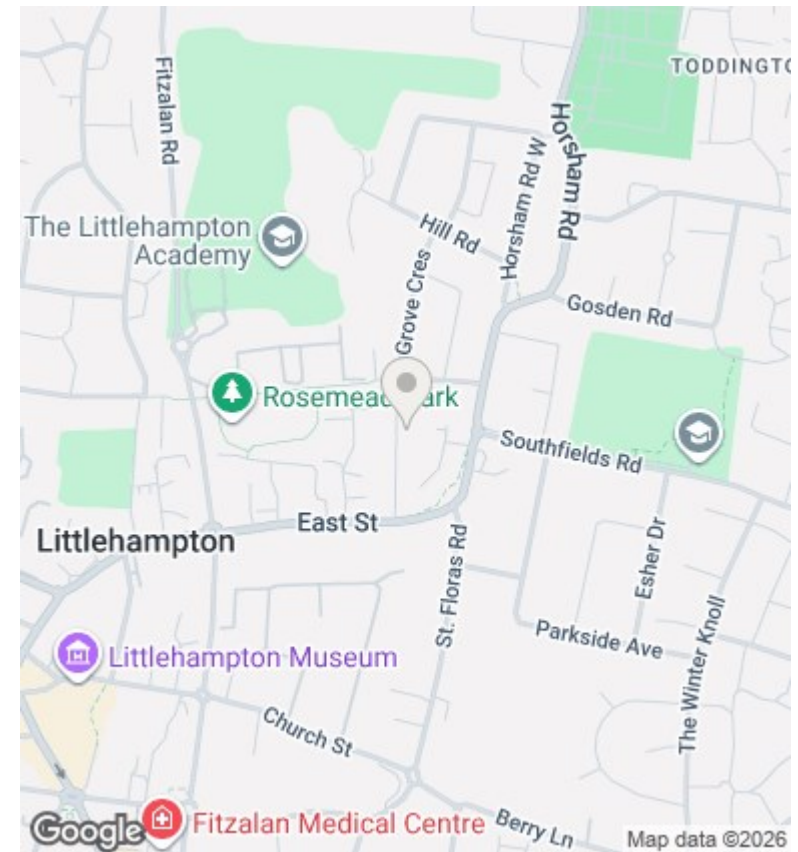 TODDINGTO
Fitzalan Rd
Horsham Rd
Horsham Rd W
The Littlehampton
Academy
Hill Rd
Grove Cres
Gosden Rd
Rosemead Park
Southfields Rd
East St
Littlehampton
St. Floras Rd
Esher Dr
Parkside Ave
The Winter Knoll
Littlehampton Museum
Church St
Fitzalan Medical Centre
Berry Ln
Google
Map data ©2026